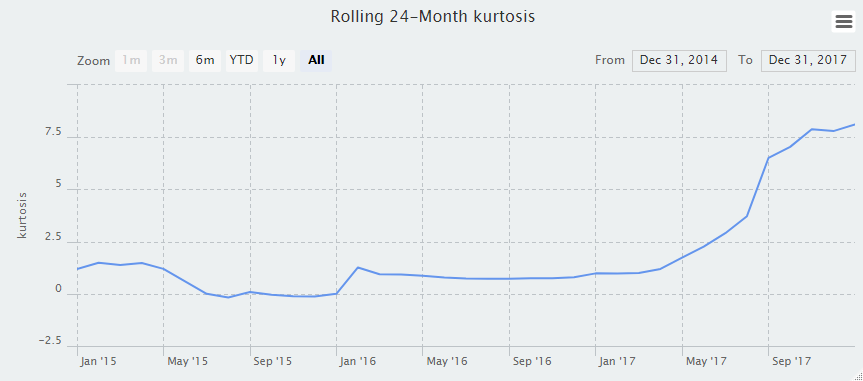 Rolling 24-Month kurtosis
Zoom 1m 3m 6m YTD 1y All From Dec 31, 2014 To Dec 31, 2017
kurtosis
7.5
5
2.5
0
-2.5
Jan '15 May '15 Sep '15 Jan '16 May '16 Sep '16 Jan '17 May '17 Sep '17